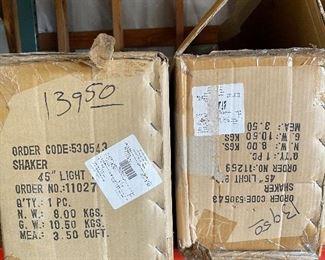 13950
ORDER CODE:530543
SHAKER
45" LIGHT
ORDER NO.:11027
Q'TY.: 1 PC.
N. W.: 8.00 KGS.
G. W.: 10.50 KGS.
MEA.: 3.50 CUFT.
13950
ORDER CODE:530543
SHAKER
45" LIGHT
ORDER NO.:11259
Q'TY.: 1 PC.
N. W.: 8.00 KGS.
G. W.: 10.50 KGS.
MEA.: 3.50